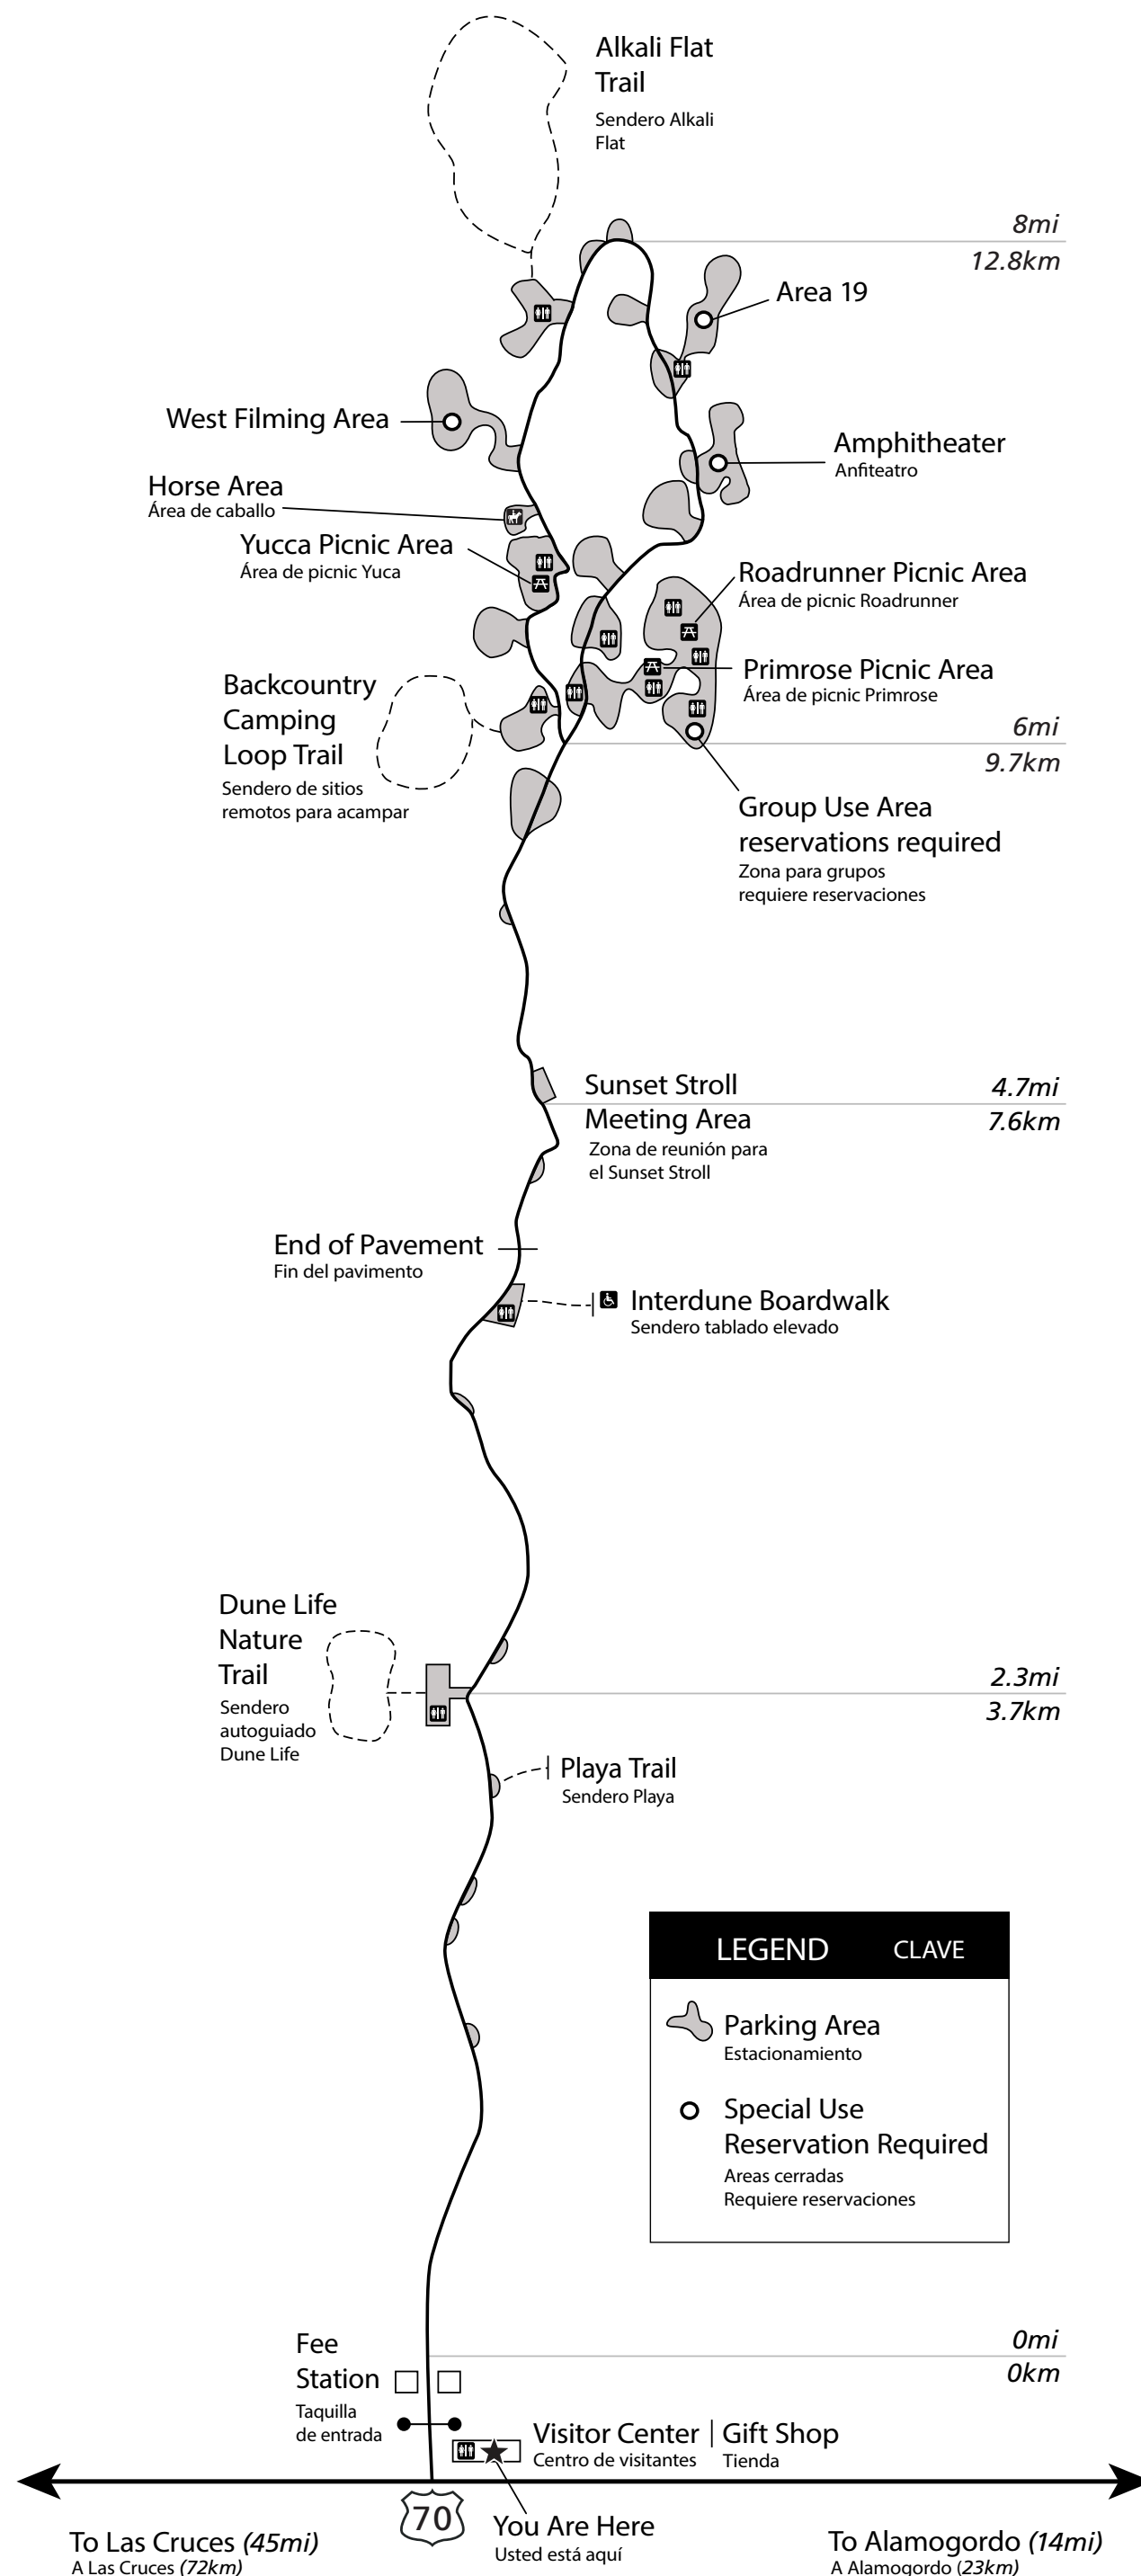 Alkali Flat
Trail
Sendero Alkali
Flat
8mi
12.8km
Area 19
West Filming Area
Amphitheater
Anfiteatro
Horse Area
Área de caballo
Yucca Picnic Area
Área de picnic Yuca
Roadrunner Picnic Area
Área de picnic Roadrunner
Primrose Picnic Area
Área de picnic Primrose
Backcountry
Camping
Loop Trail
Sendero de sitios
remotos para acampar
6mi
9.7km
Group Use Area
reservations required
Zona para grupos
requiere reservaciones
Sunset Stroll
Meeting Area
Zona de reunión para
el Sunset Stroll
4.7mi
7.6km
End of Pavement
Fin del pavimento
Interdune Boardwalk
Sendero tablado elevado
Dune Life
Nature
Trail
Sendero
autoguiado
Dune Life
2.3mi
3.7km
Playa Trail
Sendero Playa
LEGEND CLAVE
Parking Area
Estacionamiento
Special Use
Reservation Required
Areas cerradas
Requiere reservaciones
0mi
0km
Fee
Station
Taquilla
de entrada
Visitor Center | Gift Shop
Centro de visitantes Tienda
70
You Are Here
Usted está aquí
To Las Cruces (45mi)
A Las Cruces (72km)
To Alamogordo (14mi)
A Alamogordo (23km)